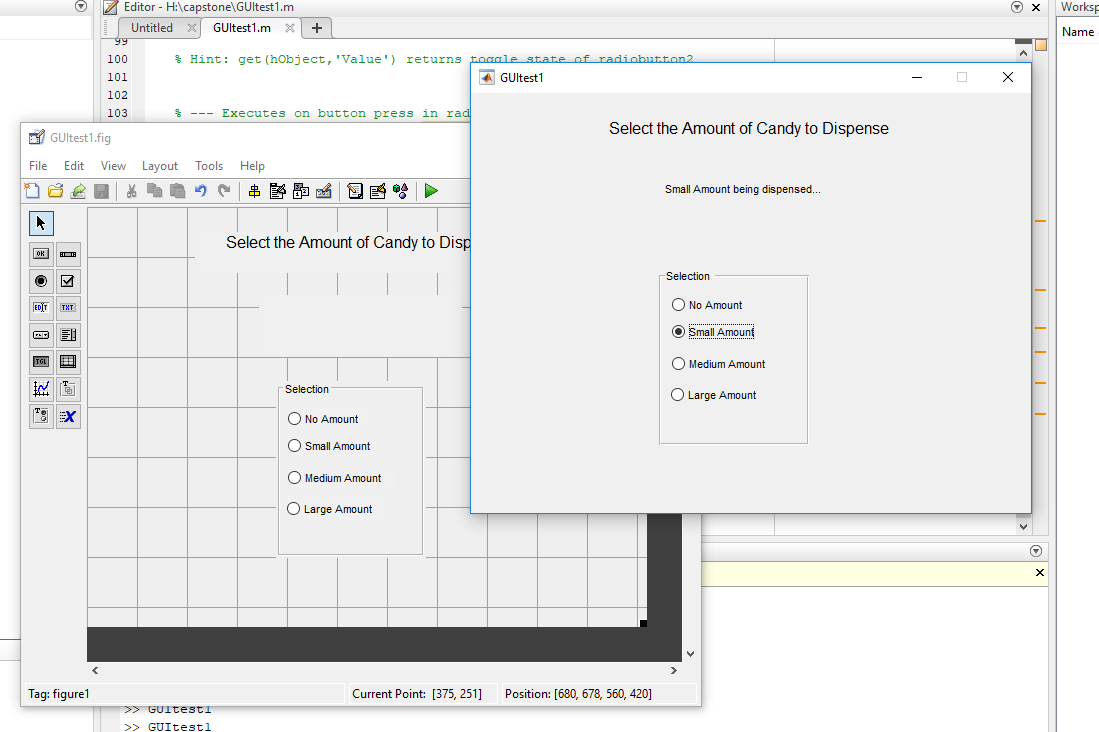 Editor - H:\capstone\GUItest1.m
Worksp
Untitled
GUItest1.m
Name
99
100 % Hint: get(hObject,'Value') returns toggle state of radiobutton2
101
102
103 % --- Executes on button press in rad
GUItest1.fig
File Edit View Layout Tools Help
OK
EDIT TXT
TGL
Select the Amount of Candy to Disp
Selection
No Amount
Small Amount
Medium Amount
Large Amount
Tag: figure1
Current Point: [375, 251]
Position: [680, 678, 560, 420]
GUItest1
Select the Amount of Candy to Dispense
Small Amount being dispensed...
Selection
No Amount
Small Amount
Medium Amount
Large Amount
>> GUItest1
>> GUItest1